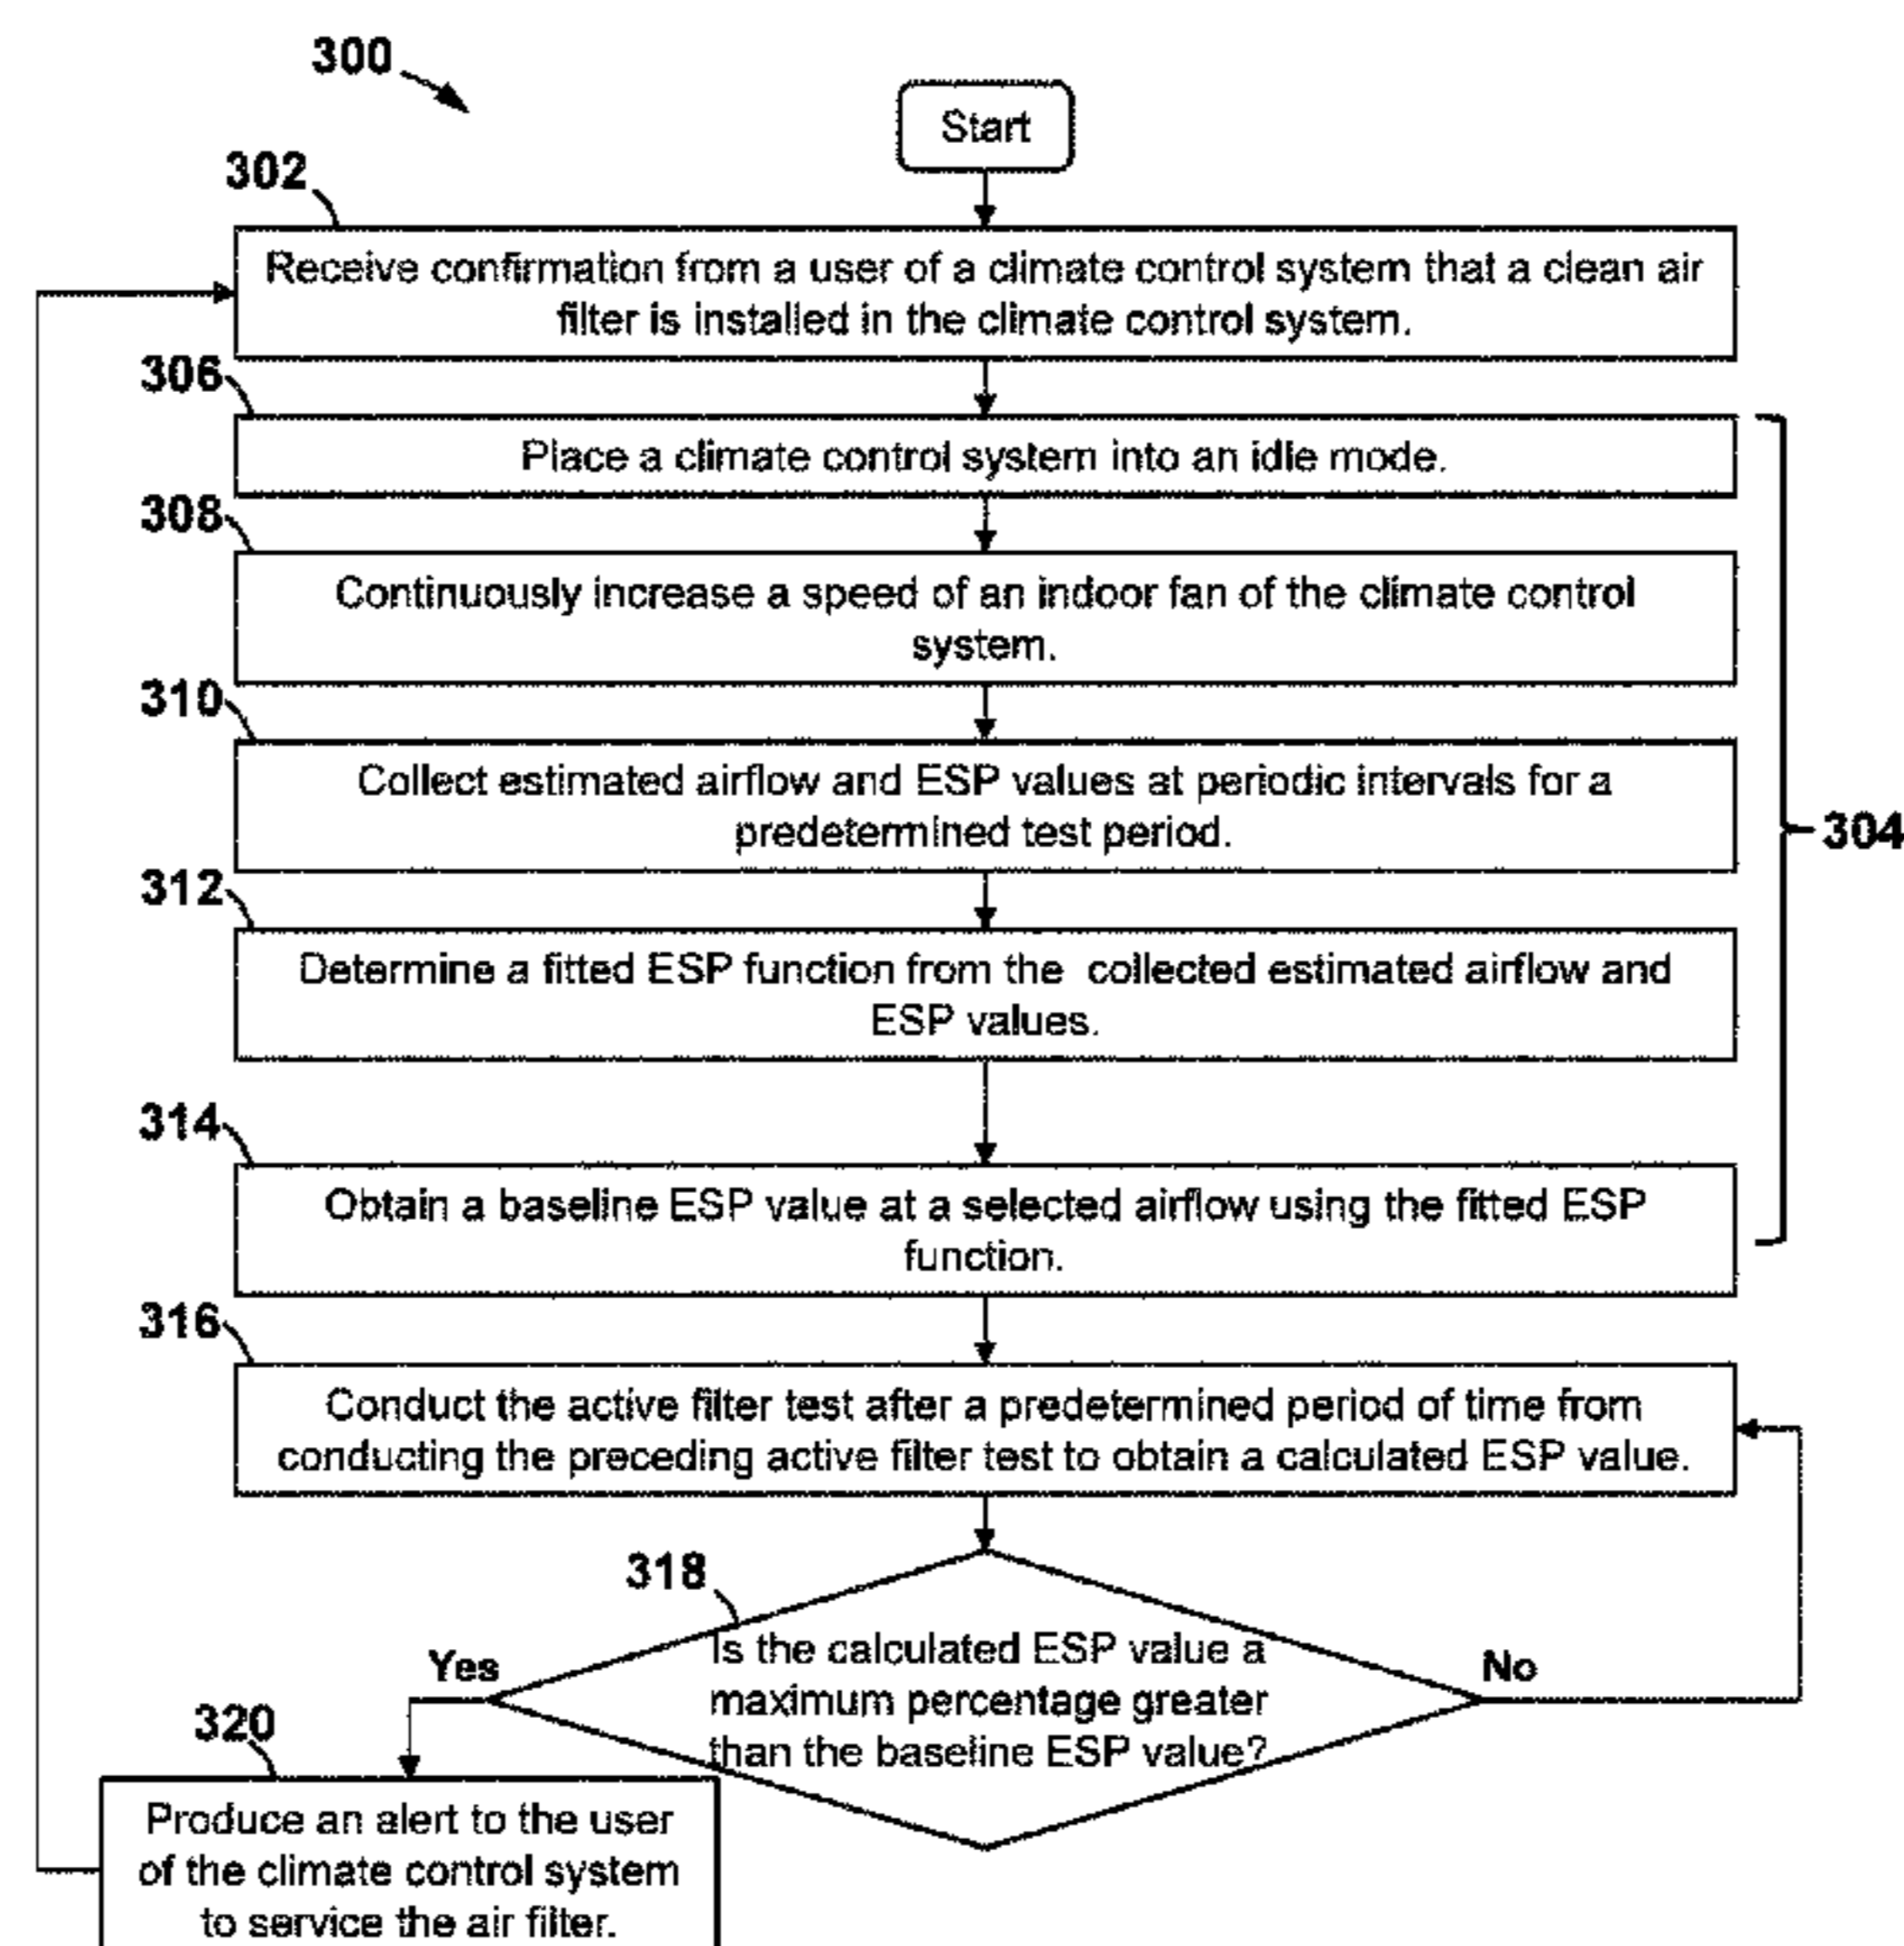 300
Start
302
Receive confirmation from a user of a climate control system that a clean air
filter is installed in the climate control system.
306
Place a climate control system into an idle mode.
308
Continuously increase a speed of an indoor fan of the climate control
system.
310
Collect estimated airflow and ESP values at periodic intervals for a
predetermined test period.
304
312
Determine a fitted ESP function from the collected estimated airflow and
ESP values.
314
Obtain a baseline ESP value at a selected airflow using the fitted ESP
function.
316
Conduct the active filter test after a predetermined period of time from
conducting the preceding active filter test to obtain a calculated ESP value.
318
Is the calculated ESP value a
maximum percentage greater
than the baseline ESP value?
Yes
No
320
Produce an alert to the user
of the climate control system
to service the air filter.